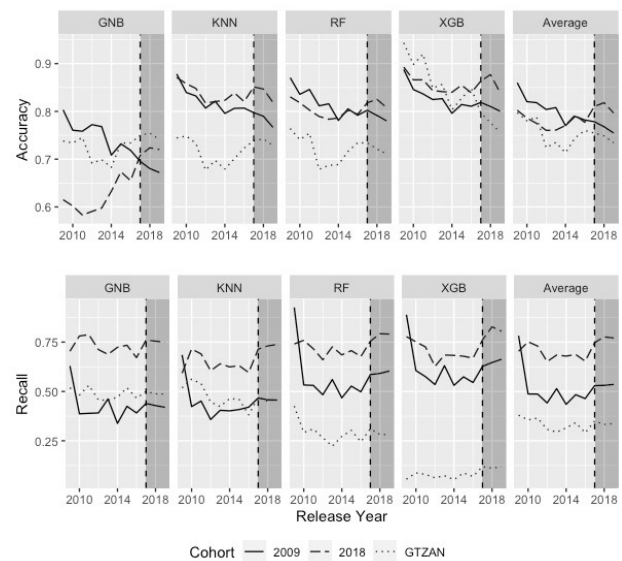 GNB KNN RF XGB Average
0.9
0.8
0.7
0.6
Accuracy
2010 2014 2018 2010 2014 2018 2010 2014 2018 2010 2014 2018 2010 2014 2018
GNB KNN RF XGB Average
0.75
0.50
0.25
Recall
2010 2014 2018 2010 2014 2018 2010 2014 2018 2010 2014 2018 2010 2014 2018
Release Year
Cohort 2009 2018 GTZAN